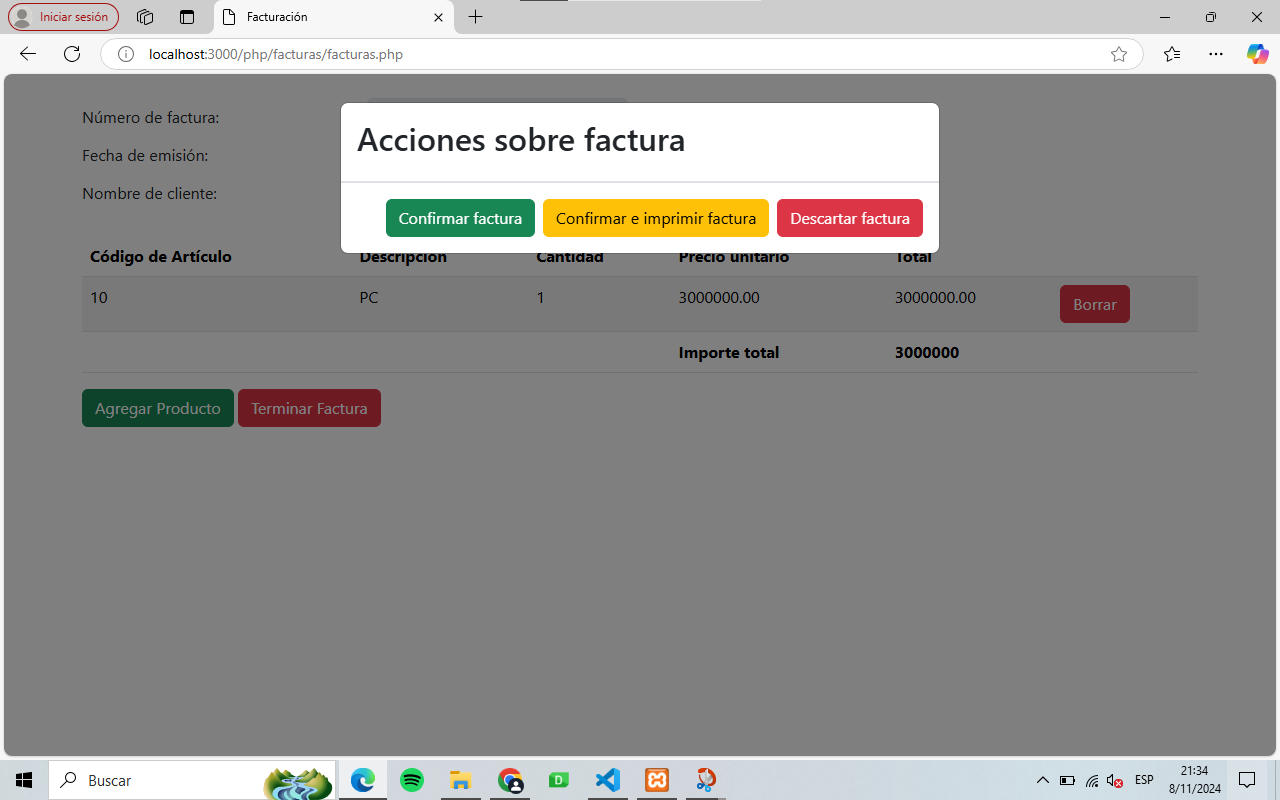 Iniciar sesión
Facturación
localhost:3000/php/facturas/facturas.php
Número de factura:
Fecha de emisión:
Nombre de cliente:
Acciones sobre factura
Confirmar factura Confirmar e imprimir factura Descartar factura
Código de Artículo Descripción Cantidad Precio unitario Total
10 PC 1 3000000.00 3000000.00 Borrar
Importe total 3000000
Agregar Producto Terminar Factura
Buscar
D
ESP
21:34
8/11/2024